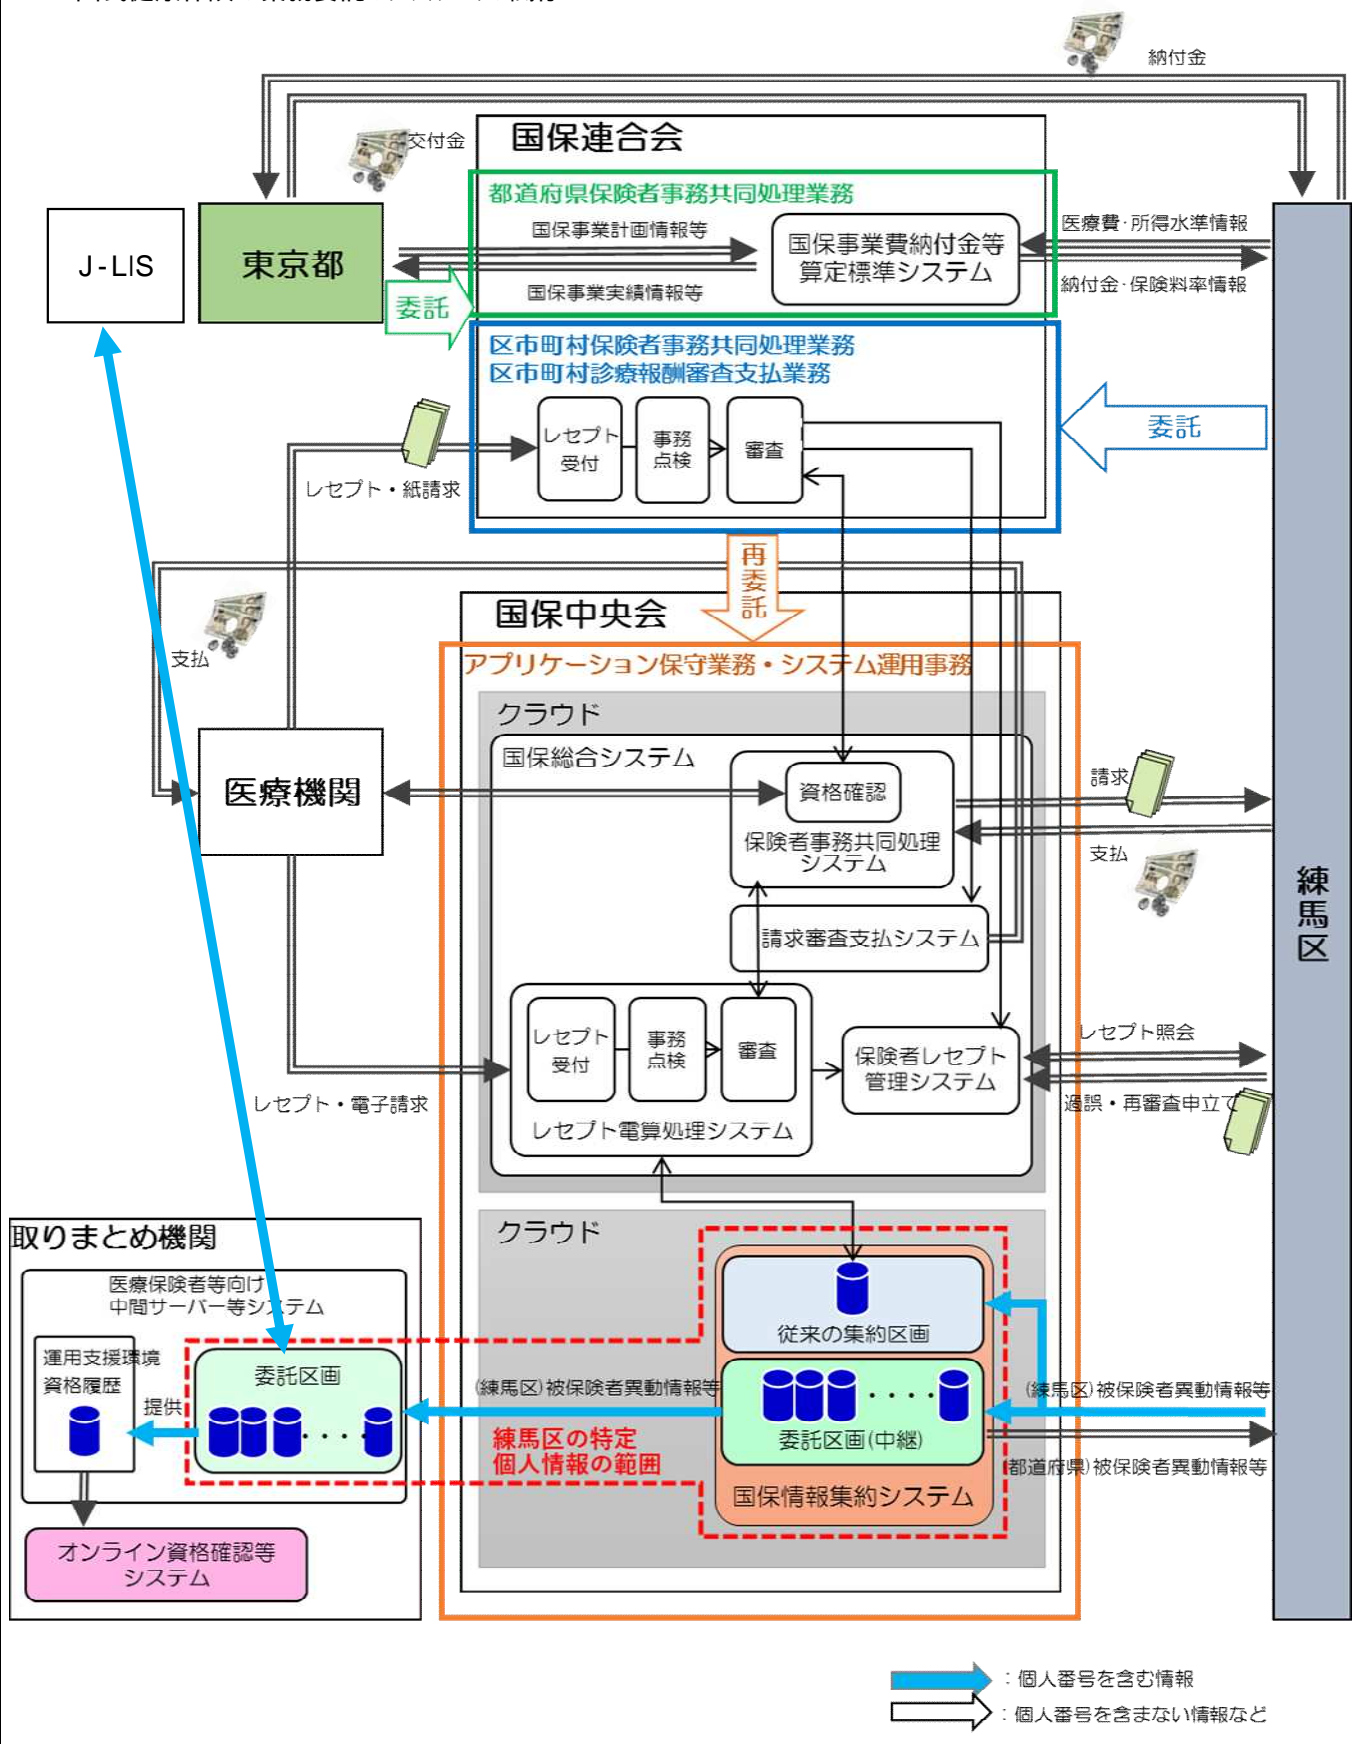 納付金
交付金
国保連合会
都道府県保険者事務共同処理業務
J-LIS
東京都
国保事業計画情報等
国保事業実績情報等
国保事業費納付金等
算定標準システム
医療費・所得水準情報
納付金・保険料率情報
委託
区市町村保険者事務共同処理業務
区市町村診療報酬審査支払業務
レセプト
受付
事務
点検
審査
委託
レセプト・紙請求
再委託
国保中央会
支払
アプリケーション保守業務・システム運用事務
クラウド
国保総合システム
医療機関
資格確認
保険者事務共同処理
システム
請求
支払
練馬区
請求審査支払システム
レセプト
受付
事務
点検
審査
保険者レセプト
管理システム
レセプト照会
過誤・再審査申立て
レセプト・電子請求
レセプト電算処理システム
取りまとめ機関
クラウド
医療保険者等向け
中間サーバー等システム
運用支援環境
資格履歴
提供
委託区画
従来の集約区画
(練馬区)被保険者異動情報等
(練馬区)被保険者異動情報等
練馬区の特定
個人情報の範囲
委託区画(中継)
(都道府県)被保険者異動情報等
国保情報集約システム
オンライン資格確認等
システム
：個人番号を含む情報
：個人番号を含まない情報など